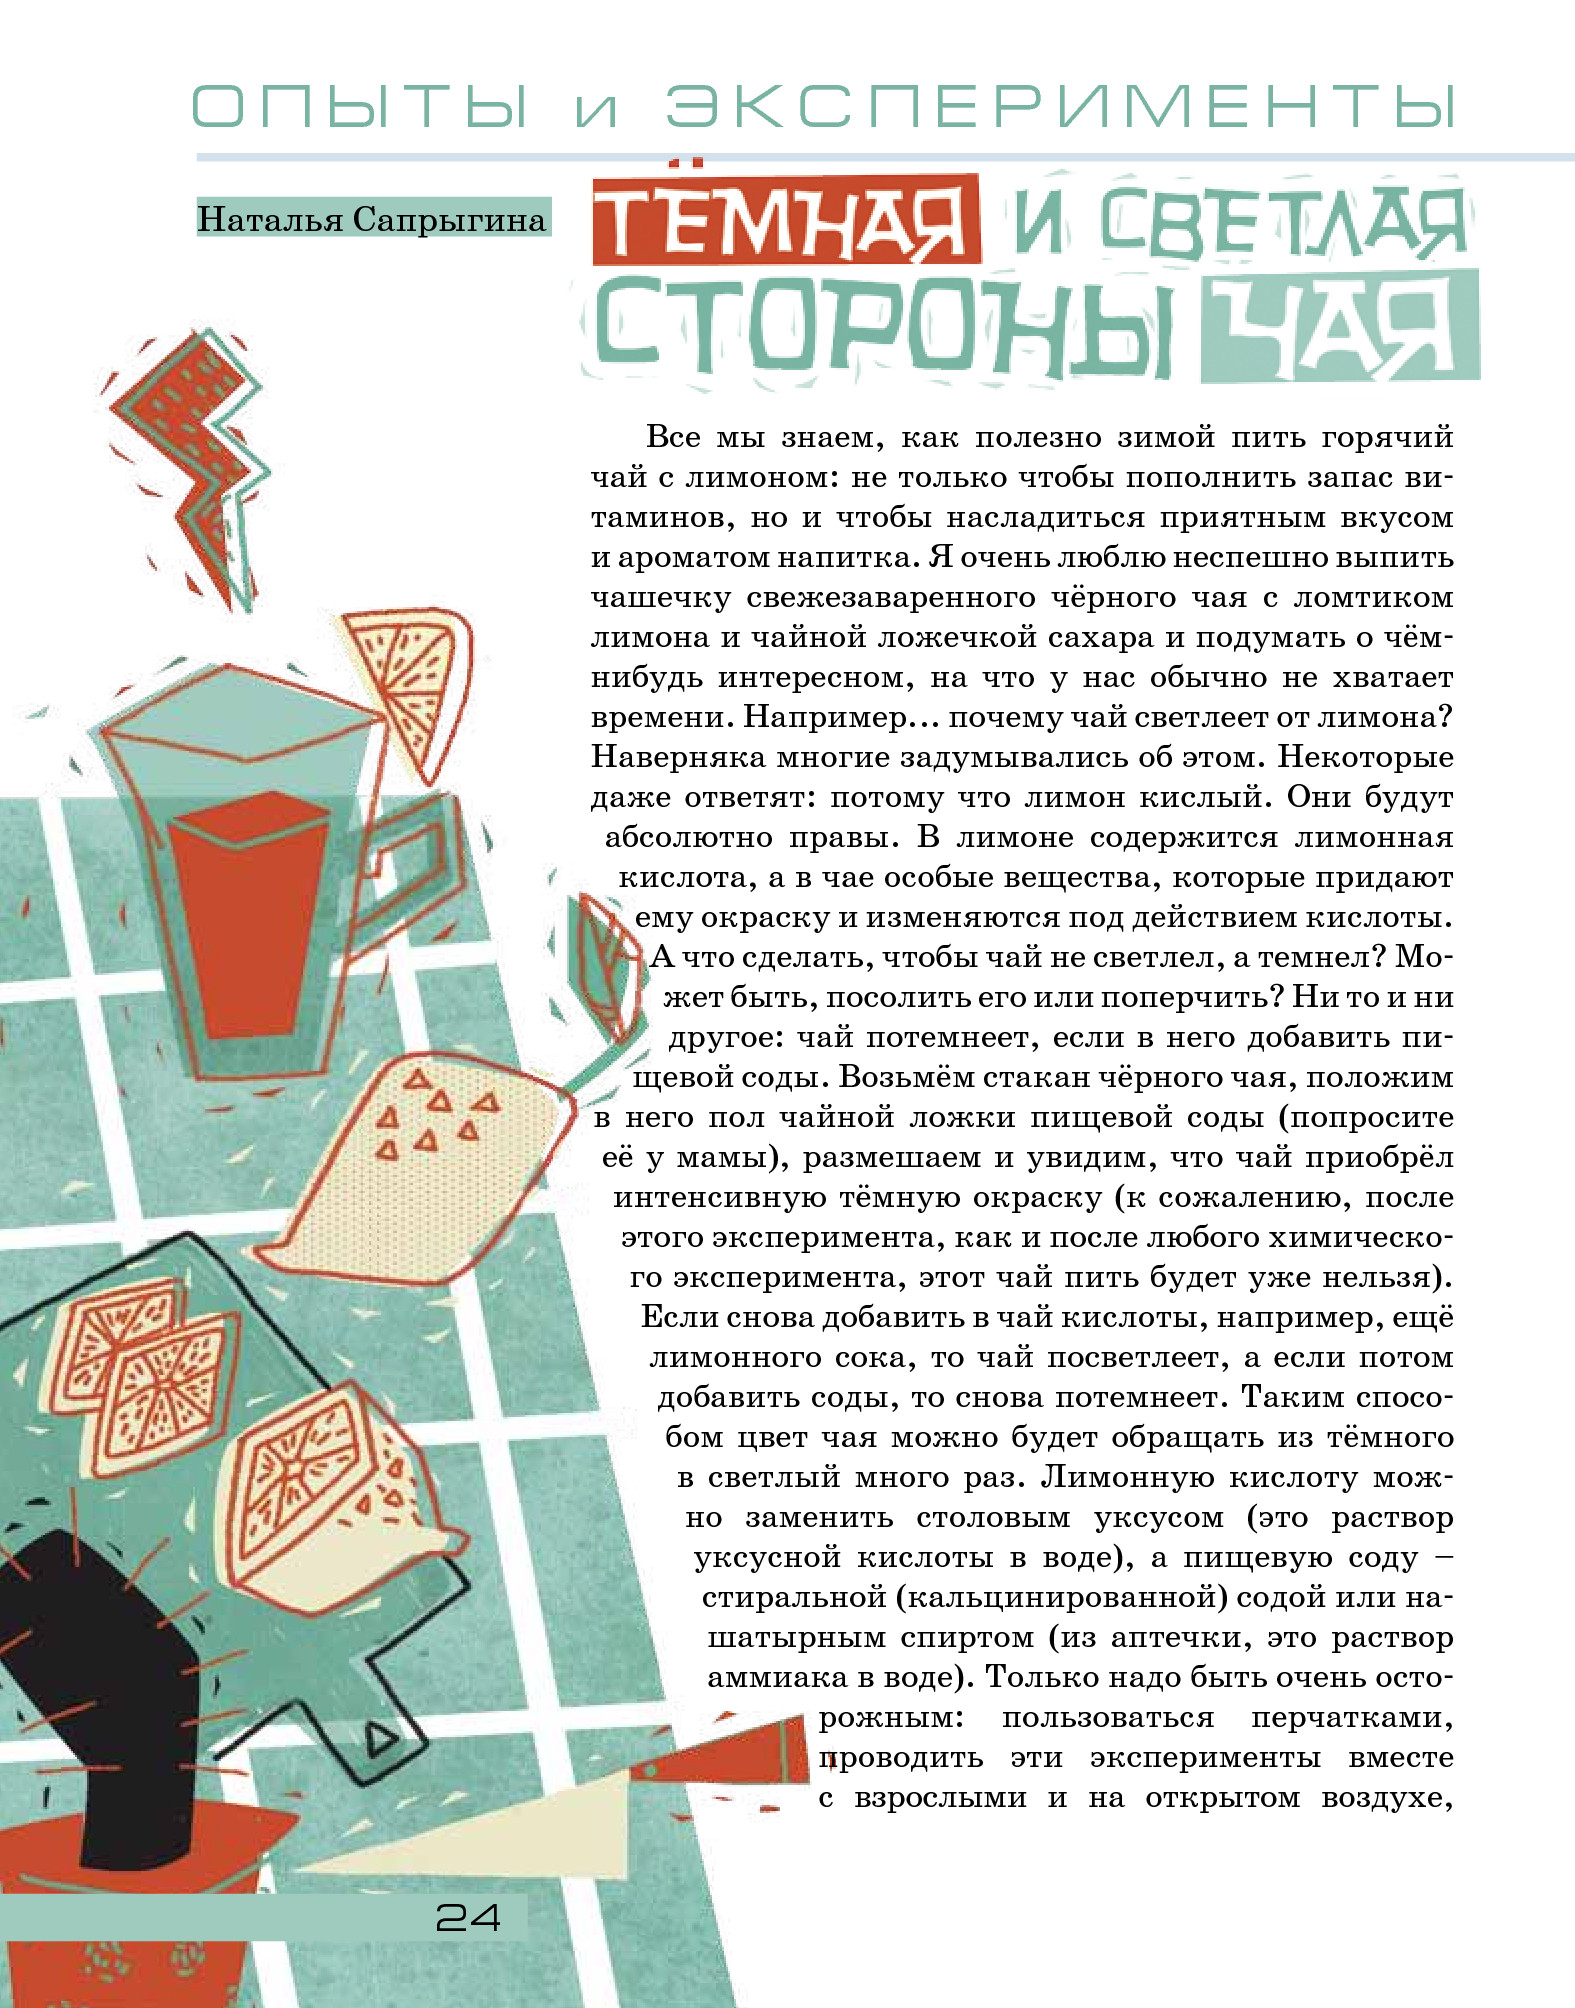 ОПЫТЫ и ЭКСПЕРИМЕНТЫ
Наталья Сапрыгина
ТЁМНАЯ И СВЕТЛАЯ
СТОРОНЫ ЧАЯ
Все мы знаем, как полезно зимой пить горячий
чай с лимоном: не только чтобы пополнить запас ви-
таминов, но и чтобы насладиться приятным вкусом
и ароматом напитка. Я очень люблю неспешно выпить
чашечку свежезаваренного чёрного чая с ломтиком
лимона и чайной ложечкой сахара и подумать о чём-
нибудь интересном, на что у нас обычно не хватает
времени. Например... почему чай светлеет от лимона?
Наверняка многие задумывались об этом. Некоторые
даже ответят: потому что лимон кислый. Они будут
абсолютно правы. В лимоне содержится лимонная
кислота, а в чае особые вещества, которые придают
ему окраску и изменяются под действием кислоты.
А что сделать, чтобы чай не светлел, а темнел? Мо-
жет быть, посолить его или поперчить? Ни то и ни
другое: чай потемнеет, если в него добавить пи-
щевой соды. Возьмём стакан чёрного чая, положим
в него пол чайной ложки пищевой соды (попросите
её у мамы), размешаем и увидим, что чай приобрёл
интенсивную тёмную окраску (к сожалению, после
этого эксперимента, как и после любого химическо-
го эксперимента, этот чай пить будет уже нельзя).
Если снова добавить в чай кислоты, например, ещё
лимонного сока, то чай посветлеет, а если потом
добавить соды, то снова потемнеет. Таким спосо-
бом цвет чая можно будет обращать из тёмного
в светлый много раз. Лимонную кислоту мож-
но заменить столовым уксусом (это раствор
уксусной кислоты в воде), а пищевую соду –
стиральной (кальцинированной) содой или на-
шатырным спиртом (из аптечки, это раствор
аммиака в воде). Только надо быть очень осто-
рожным: пользоваться перчатками,
проводить эти эксперименты вместе
с взрослыми и на открытом воздухе,
24